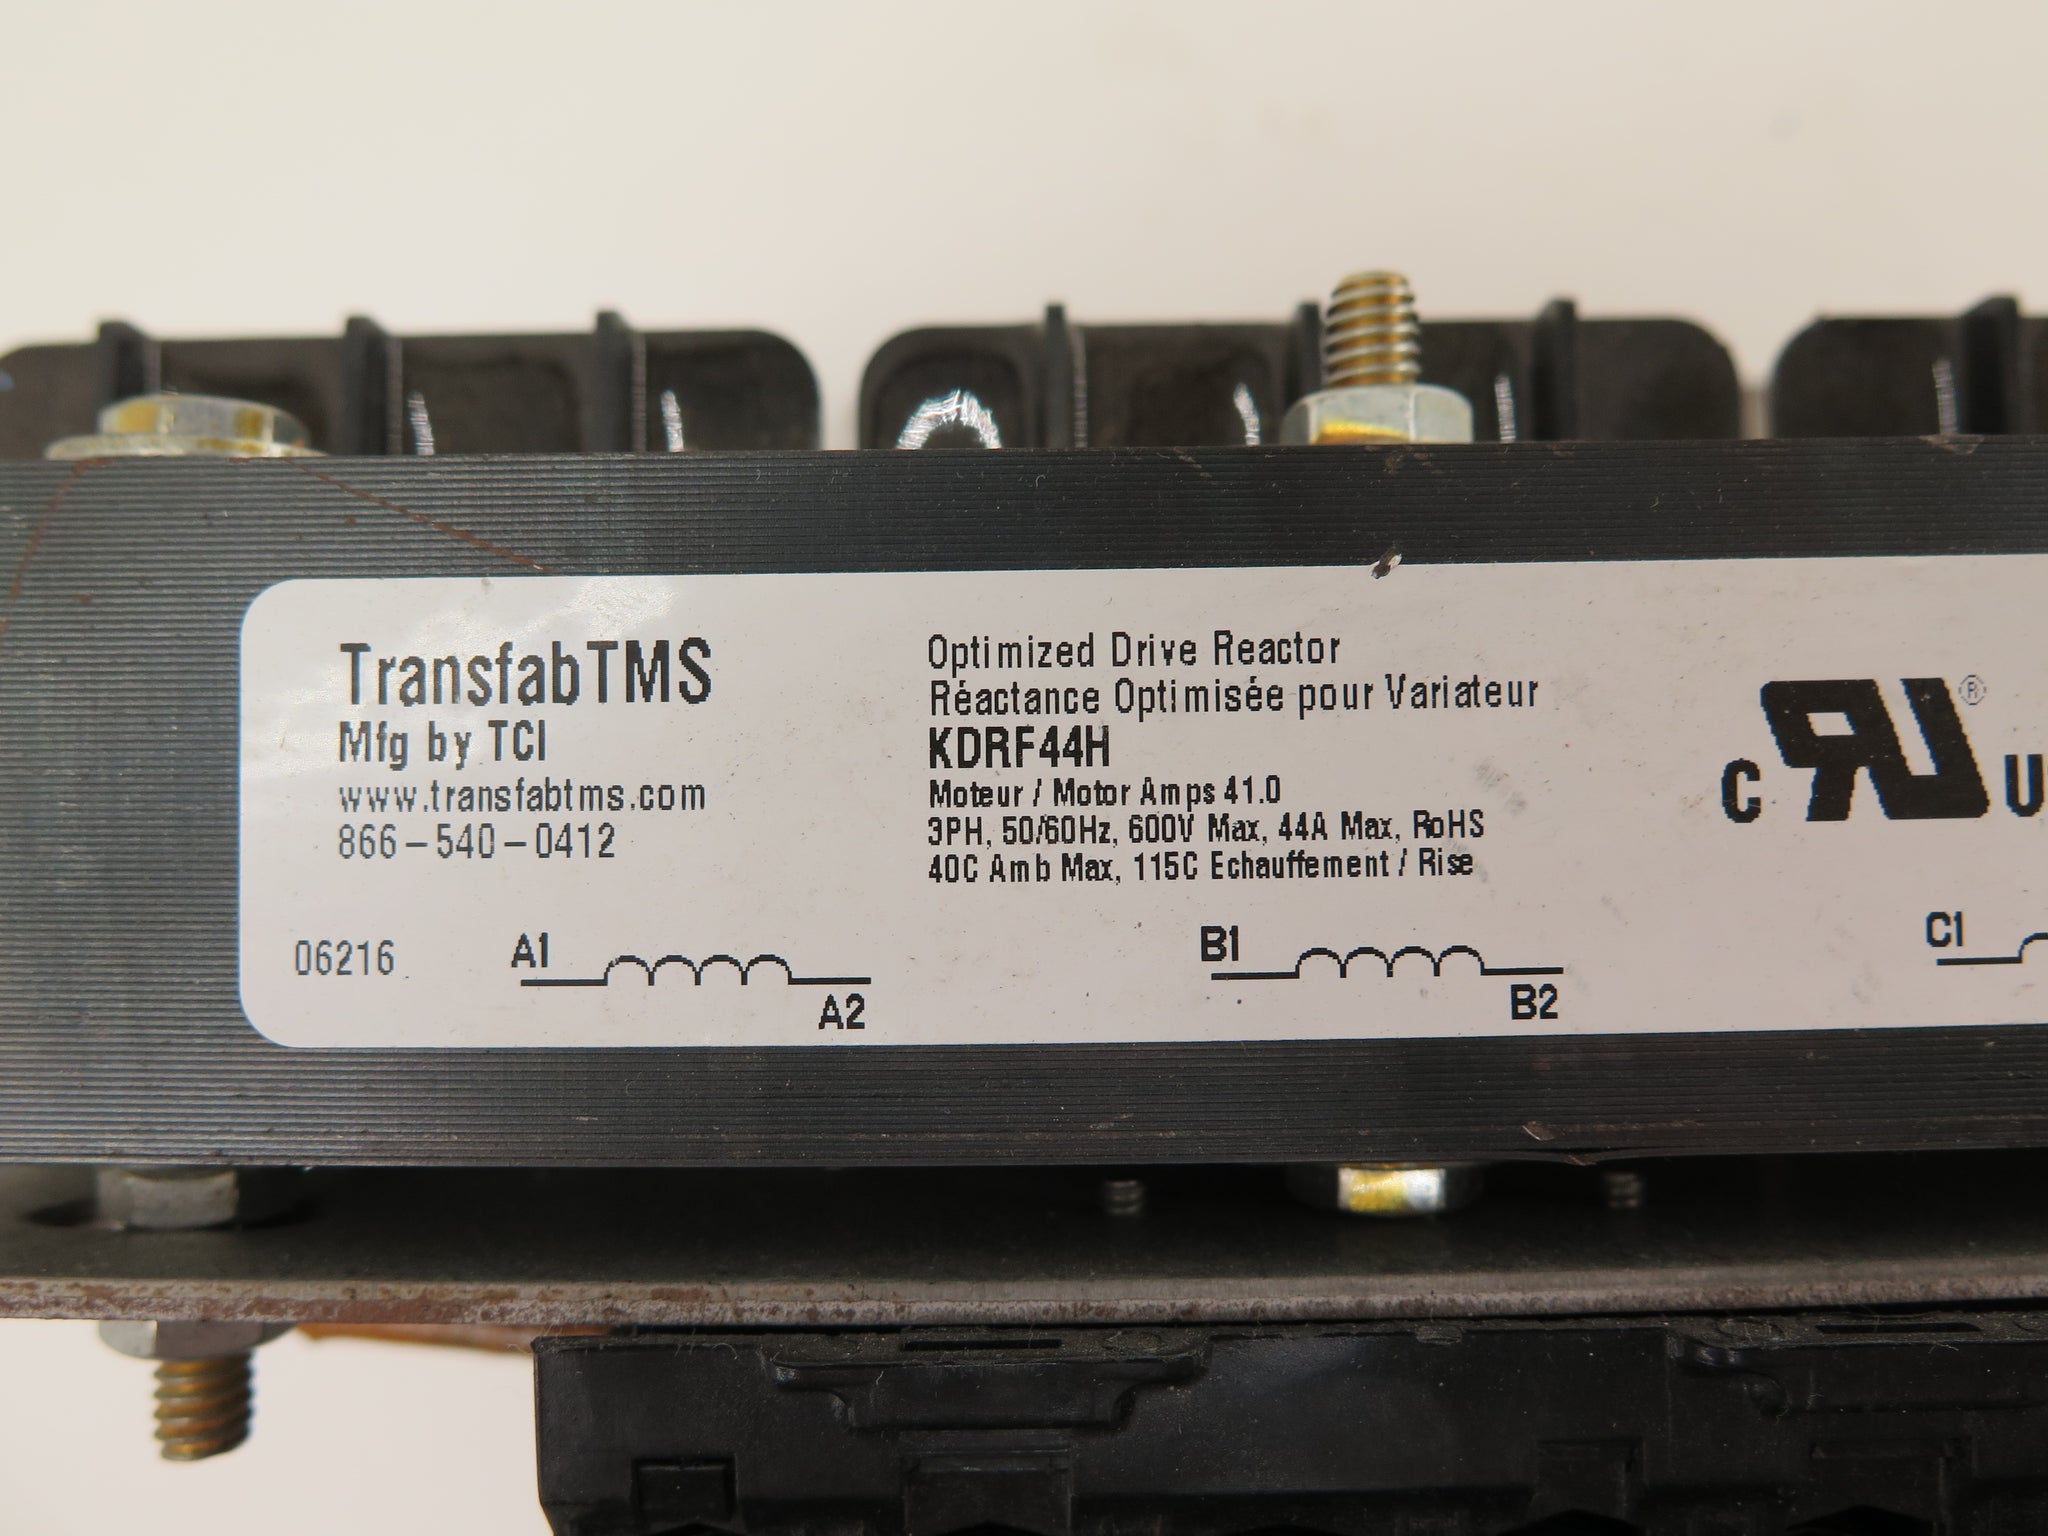 TransfabTMS
Mfg by TCI
www.transfabtms.com
866-540-0412
Optimized Drive Reactor
Réactance Optimisée pour Variateur
KDRF44H
Moteur / Motor Amps 41.0
3PH, 50/60Hz, 600V Max, 44A Max, RoHS
40C Amb Max, 115C Echauffement / Rise
C RU® U
06216
A1
A2
B1
B2
C1